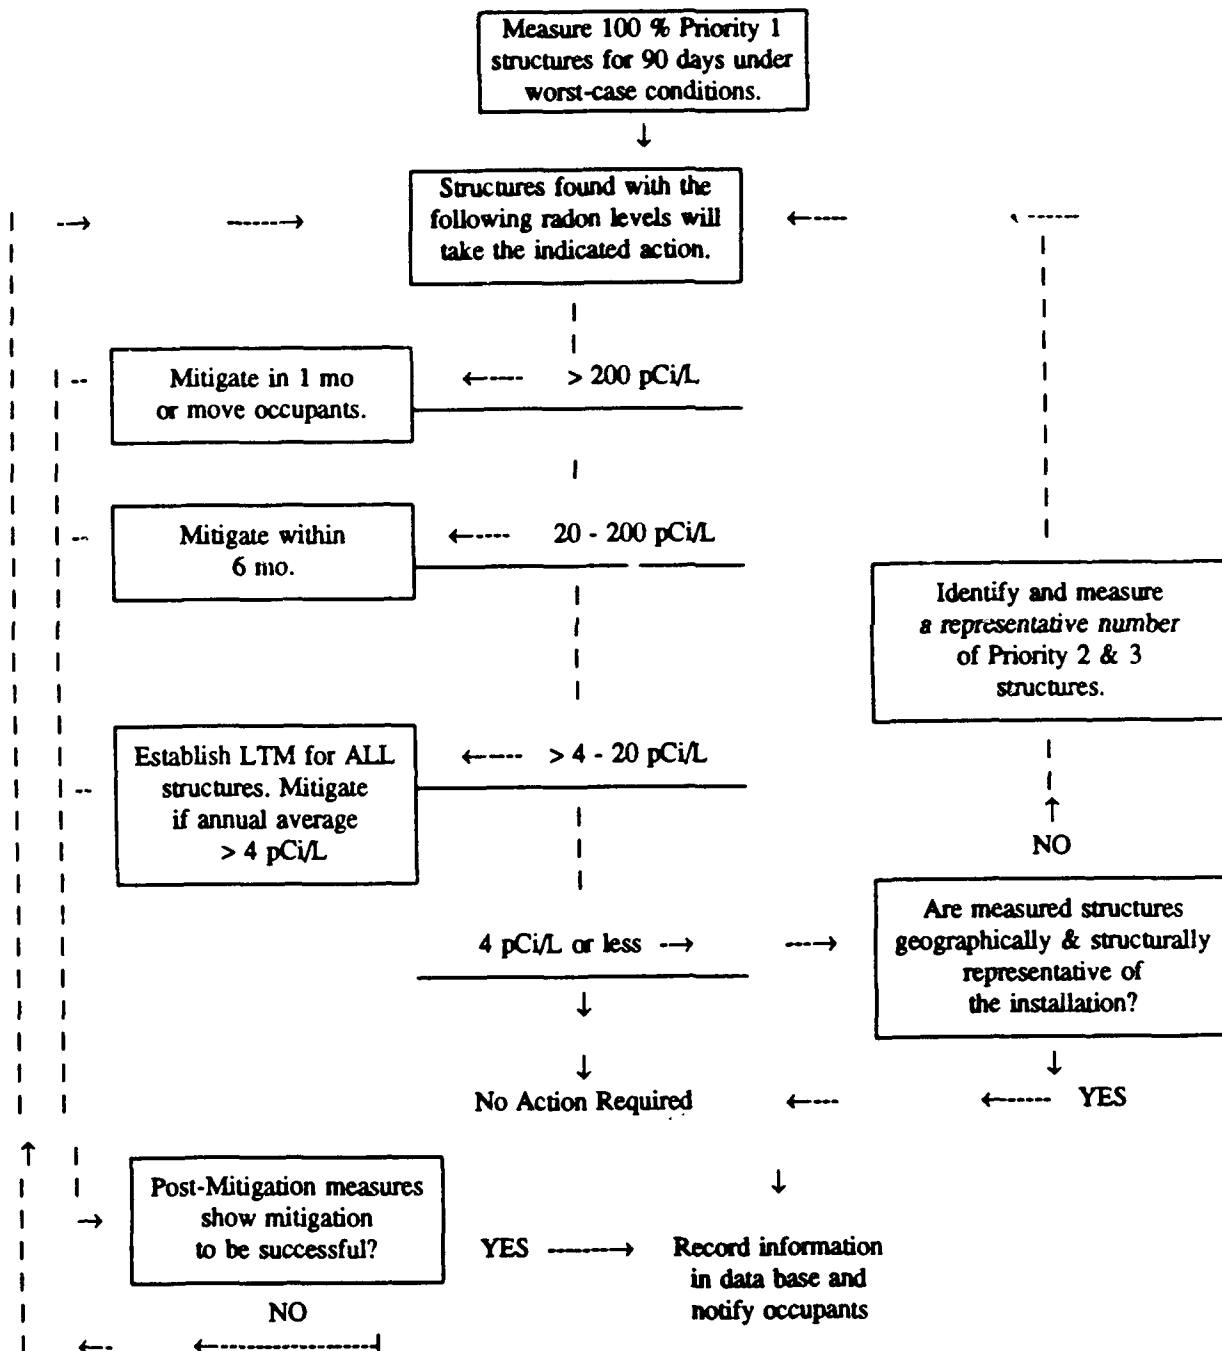 Measure 100 % Priority 1
structures for 90 days under
worst-case conditions.
Structures found with the
following radon levels will
take the indicated action.
Mitigate in 1 mo
or move occupants.
> 200 pCi/L
Mitigate within
6 mo.
20 - 200 pCi/L
Identify and measure
a representative number
of Priority 2 & 3
structures.
Establish LTM for ALL
structures. Mitigate
if annual average
> 4 pCi/L
> 4 - 20 pCi/L
NO
4 pCi/L or less
Are measured structures
geographically & structurally
representative of
the installation?
No Action Required
YES
Post-Mitigation measures
show mitigation
to be successful?
YES
Record information
in data base and
notify occupants
NO